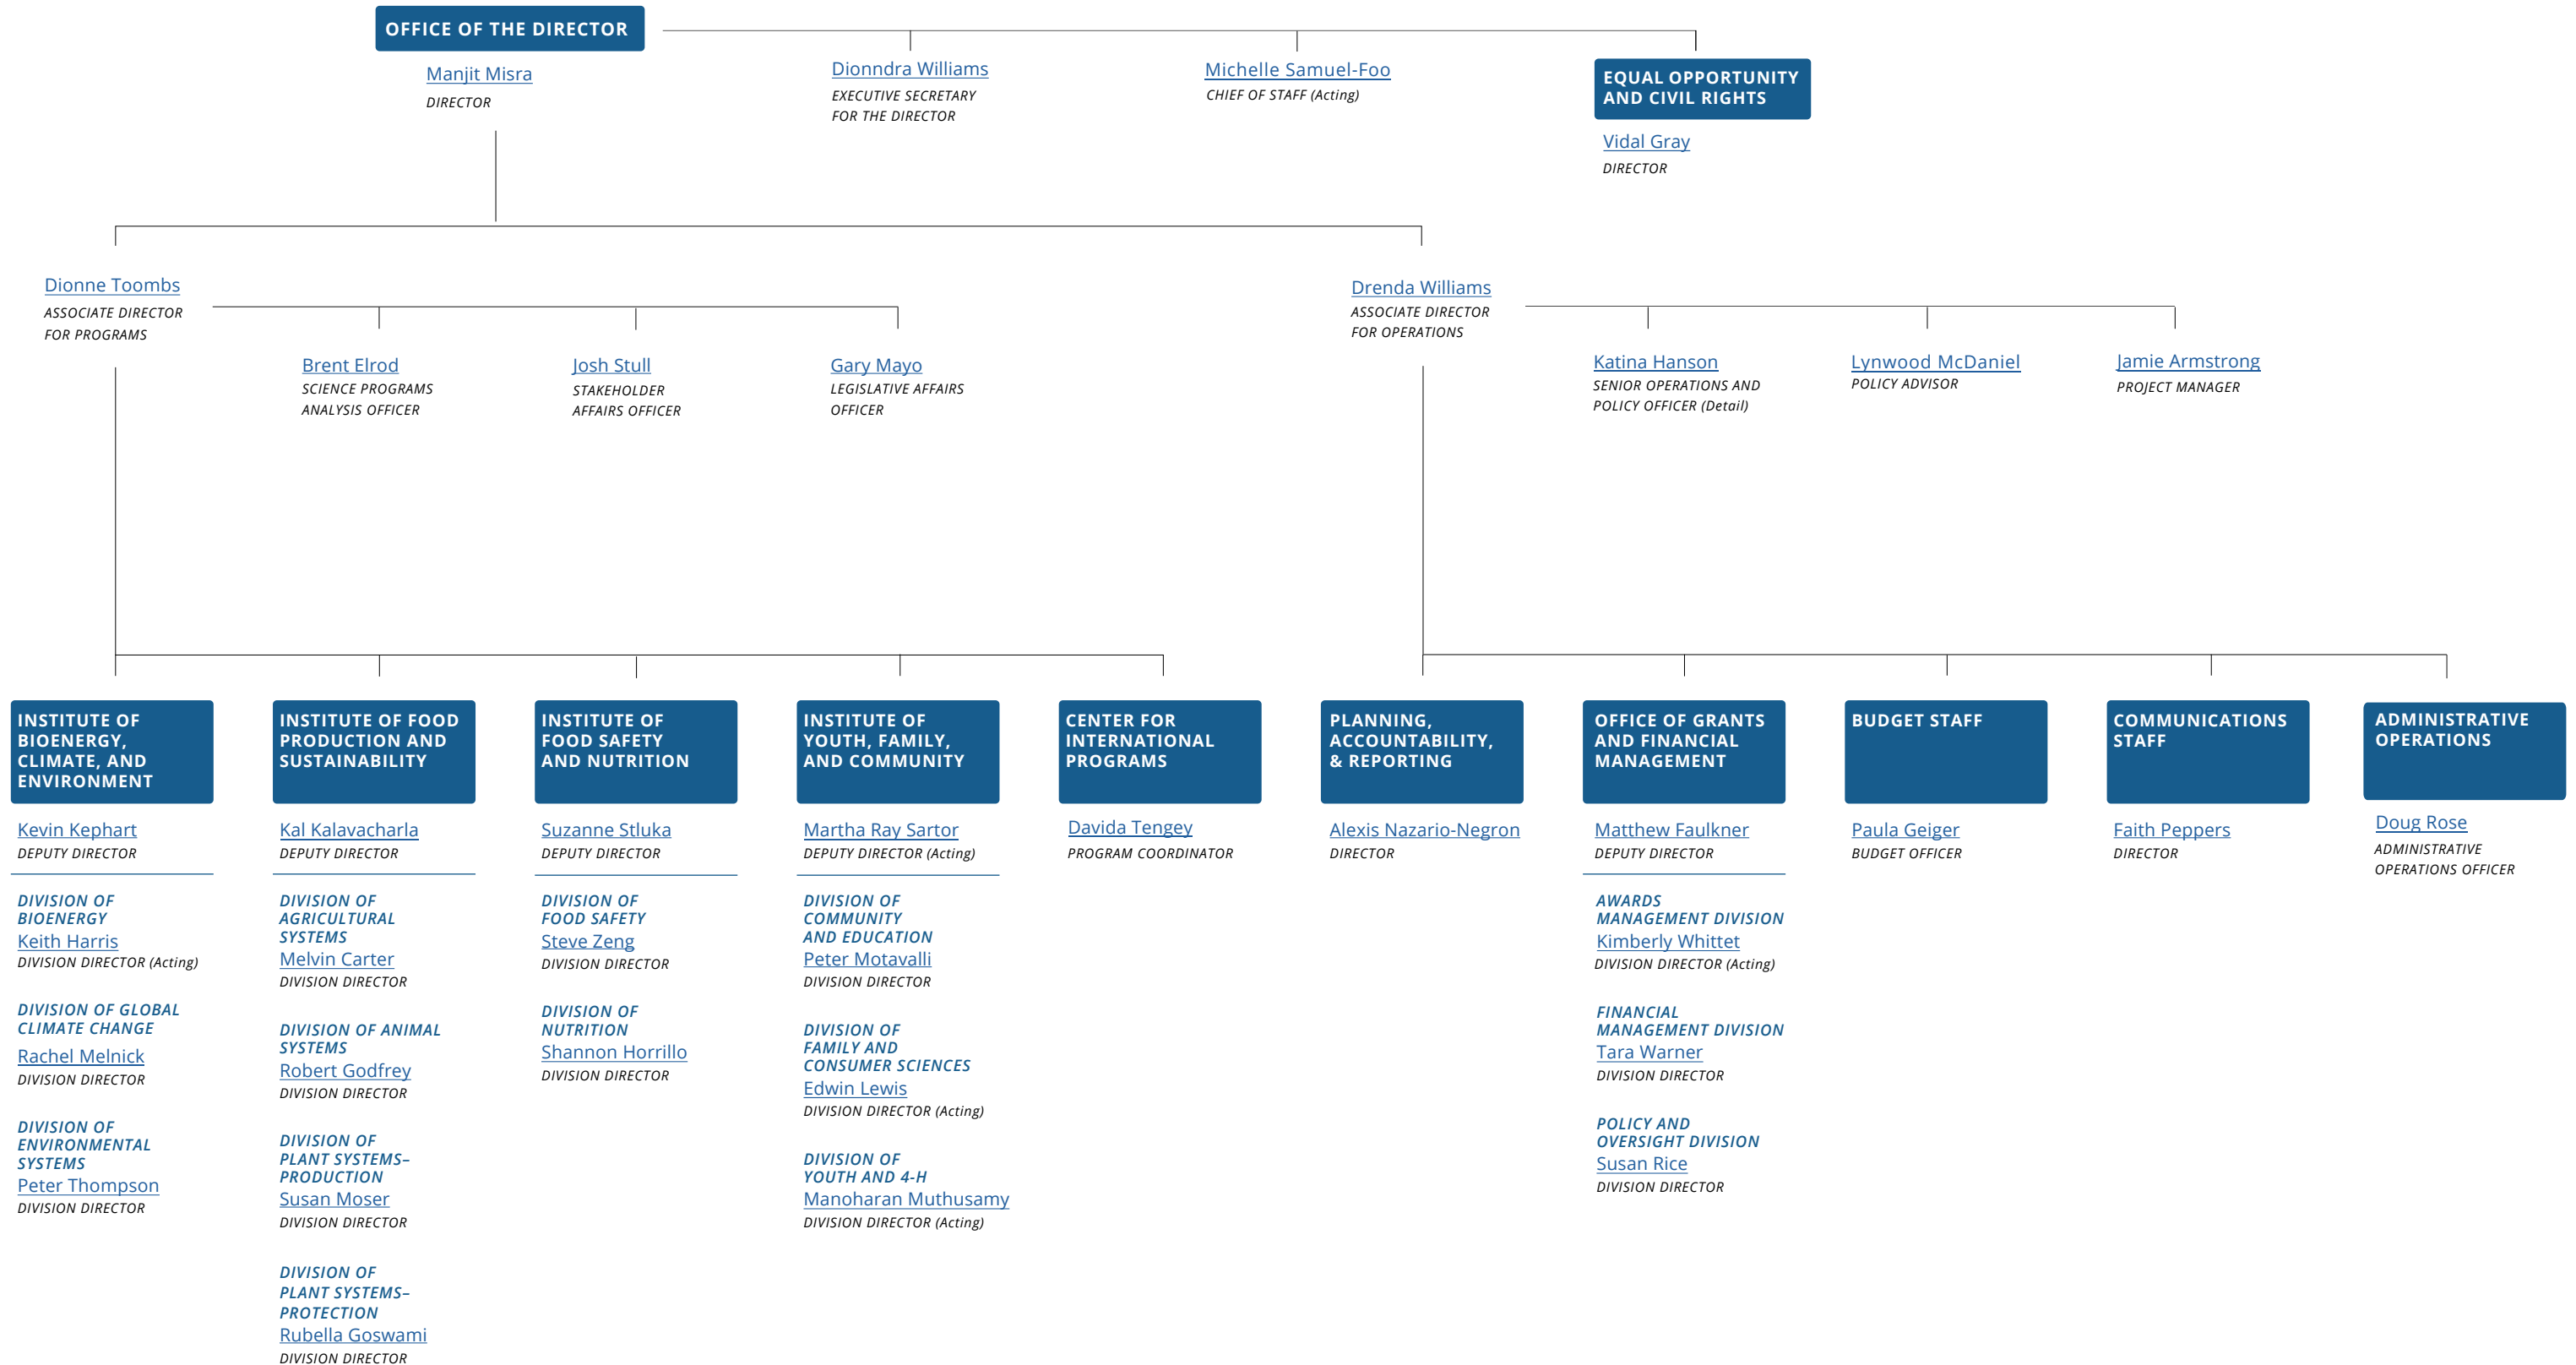 OFFICE OF THE DIRECTOR
Manjit Misra
DIRECTOR
Dionndra Williams
EXECUTIVE SECRETARY
FOR THE DIRECTOR
Michelle Samuel-Foo
CHIEF OF STAFF (Acting)
EQUAL OPPORTUNITY
AND CIVIL RIGHTS
Vidal Gray
DIRECTOR
Dionne Toombs
ASSOCIATE DIRECTOR
FOR PROGRAMS
Brent Elrod
SCIENCE PROGRAMS
ANALYSIS OFFICER
Josh Stull
STAKEHOLDER
AFFAIRS OFFICER
Gary Mayo
LEGISLATIVE AFFAIRS
OFFICER
Drenda Williams
ASSOCIATE DIRECTOR
FOR OPERATIONS
Katina Hanson
SENIOR OPERATIONS AND
POLICY OFFICER (Detail)
Lynwood McDaniel
POLICY ADVISOR
Jamie Armstrong
PROJECT MANAGER
INSTITUTE OF
BIOENERGY,
CLIMATE, AND
ENVIRONMENT
Kevin Kephart
DEPUTY DIRECTOR
DIVISION OF
BIOENERGY
Keith Harris
DIVISION DIRECTOR (Acting)
DIVISION OF GLOBAL
CLIMATE CHANGE
Rachel Melnick
DIVISION DIRECTOR
DIVISION OF
ENVIRONMENTAL
SYSTEMS
Peter Thompson
DIVISION DIRECTOR
INSTITUTE OF FOOD
PRODUCTION AND
SUSTAINABILITY
Kal Kalavacharla
DEPUTY DIRECTOR
DIVISION OF
AGRICULTURAL
SYSTEMS
Melvin Carter
DIVISION DIRECTOR
DIVISION OF ANIMAL
SYSTEMS
Robert Godfrey
DIVISION DIRECTOR
DIVISION OF
PLANT SYSTEMS–
PRODUCTION
Susan Moser
DIVISION DIRECTOR
DIVISION OF
PLANT SYSTEMS–
PROTECTION
Rubella Goswami
DIVISION DIRECTOR
INSTITUTE OF
FOOD SAFETY
AND NUTRITION
Suzanne Stluka
DEPUTY DIRECTOR
DIVISION OF
FOOD SAFETY
Steve Zeng
DIVISION DIRECTOR
DIVISION OF
NUTRITION
Shannon Horrillo
DIVISION DIRECTOR
INSTITUTE OF
YOUTH, FAMILY,
AND COMMUNITY
Martha Ray Sartor
DEPUTY DIRECTOR (Acting)
DIVISION OF
COMMUNITY
AND EDUCATION
Peter Motavalli
DIVISION DIRECTOR
DIVISION OF
FAMILY AND
CONSUMER SCIENCES
Edwin Lewis
DIVISION DIRECTOR (Acting)
DIVISION OF
YOUTH AND 4-H
Manoharan Muthusamy
DIVISION DIRECTOR (Acting)
CENTER FOR
INTERNATIONAL
PROGRAMS
Davida Tengey
PROGRAM COORDINATOR
PLANNING,
ACCOUNTABILITY,
& REPORTING
Alexis Nazario-Negron
DIRECTOR
OFFICE OF GRANTS
AND FINANCIAL
MANAGEMENT
Matthew Faulkner
DEPUTY DIRECTOR
AWARDS
MANAGEMENT DIVISION
Kimberly Whittet
DIVISION DIRECTOR (Acting)
FINANCIAL
MANAGEMENT DIVISION
Tara Warner
DIVISION DIRECTOR
POLICY AND
OVERSIGHT DIVISION
Susan Rice
DIVISION DIRECTOR
BUDGET STAFF
Paula Geiger
BUDGET OFFICER
COMMUNICATIONS
STAFF
Faith Peppers
DIRECTOR
ADMINISTRATIVE
OPERATIONS
Doug Rose
ADMINISTRATIVE
OPERATIONS OFFICER